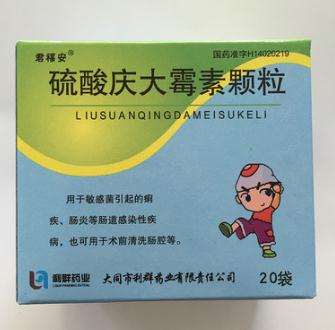 君福安®
国药准字H14020219
硫酸庆大霉素颗粒
LIUSUANQINGDAMEISUKELI
用于敏感菌引起的痢
疾、肠炎等肠道感染性疾
病，也可用于术前清洗肠腔等。
利群药业
大同市利群药业有限责任公司
20袋